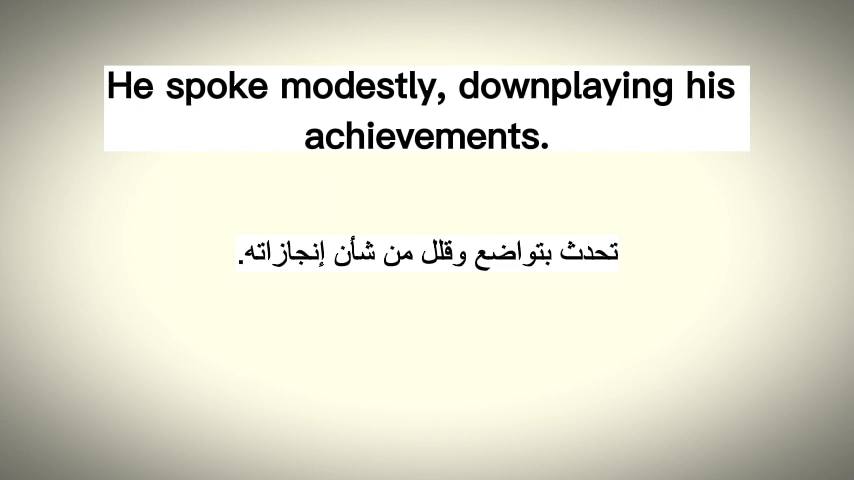 He spoke modestly, downplaying his
achievements.
تحدث بتواضع وقلل من شأن إنجازاته.